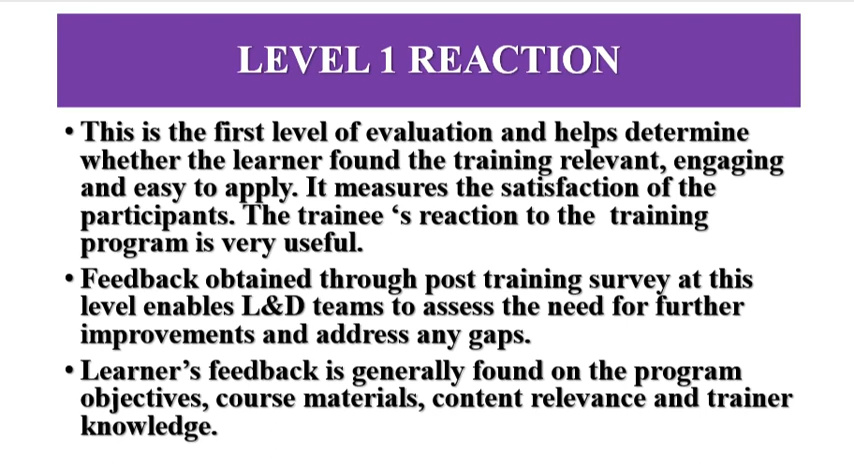 LEVEL 1 REACTION
• This is the first level of evaluation and helps determine
whether the learner found the training relevant, engaging
and easy to apply. It measures the satisfaction of the
participants. The trainee ‘s reaction to the  training
program is very useful.
• Feedback obtained through post training survey at this
level enables L&D teams to assess the need for further
improvements and address any gaps.
• Learner’s feedback is generally found on the program
objectives, course materials, content relevance and trainer
knowledge.